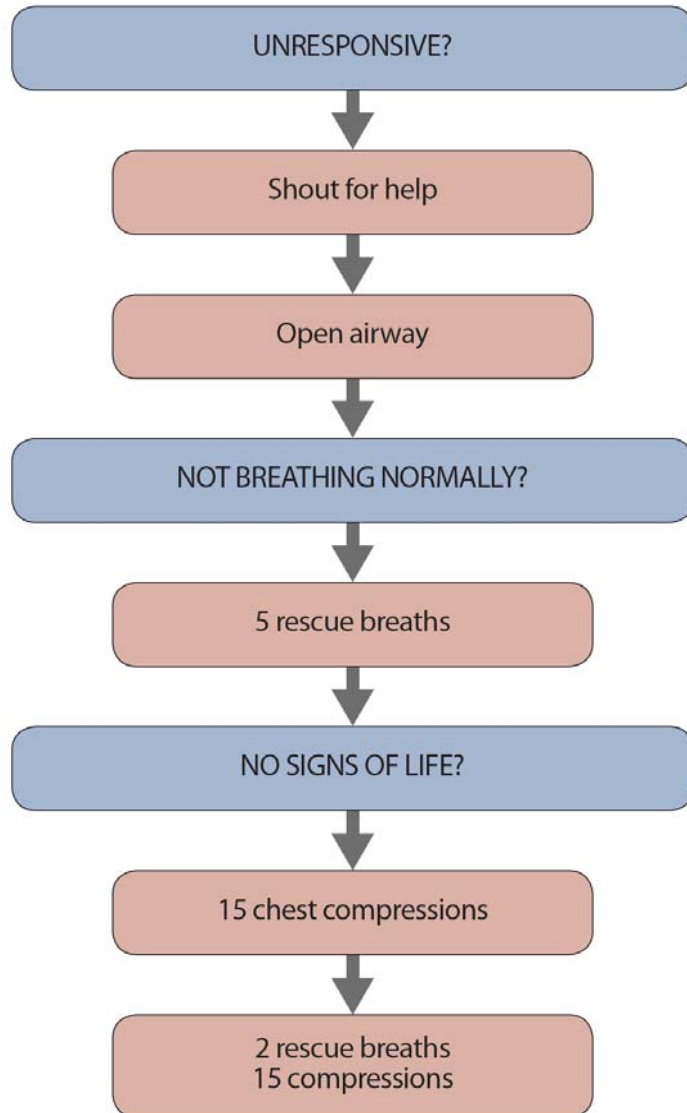 UNRESPONSIVE?
Shout for help
Open airway
NOT BREATHING NORMALLY?
5 rescue breaths
NO SIGNS OF LIFE?
15 chest compressions
2 rescue breaths
15 compressions